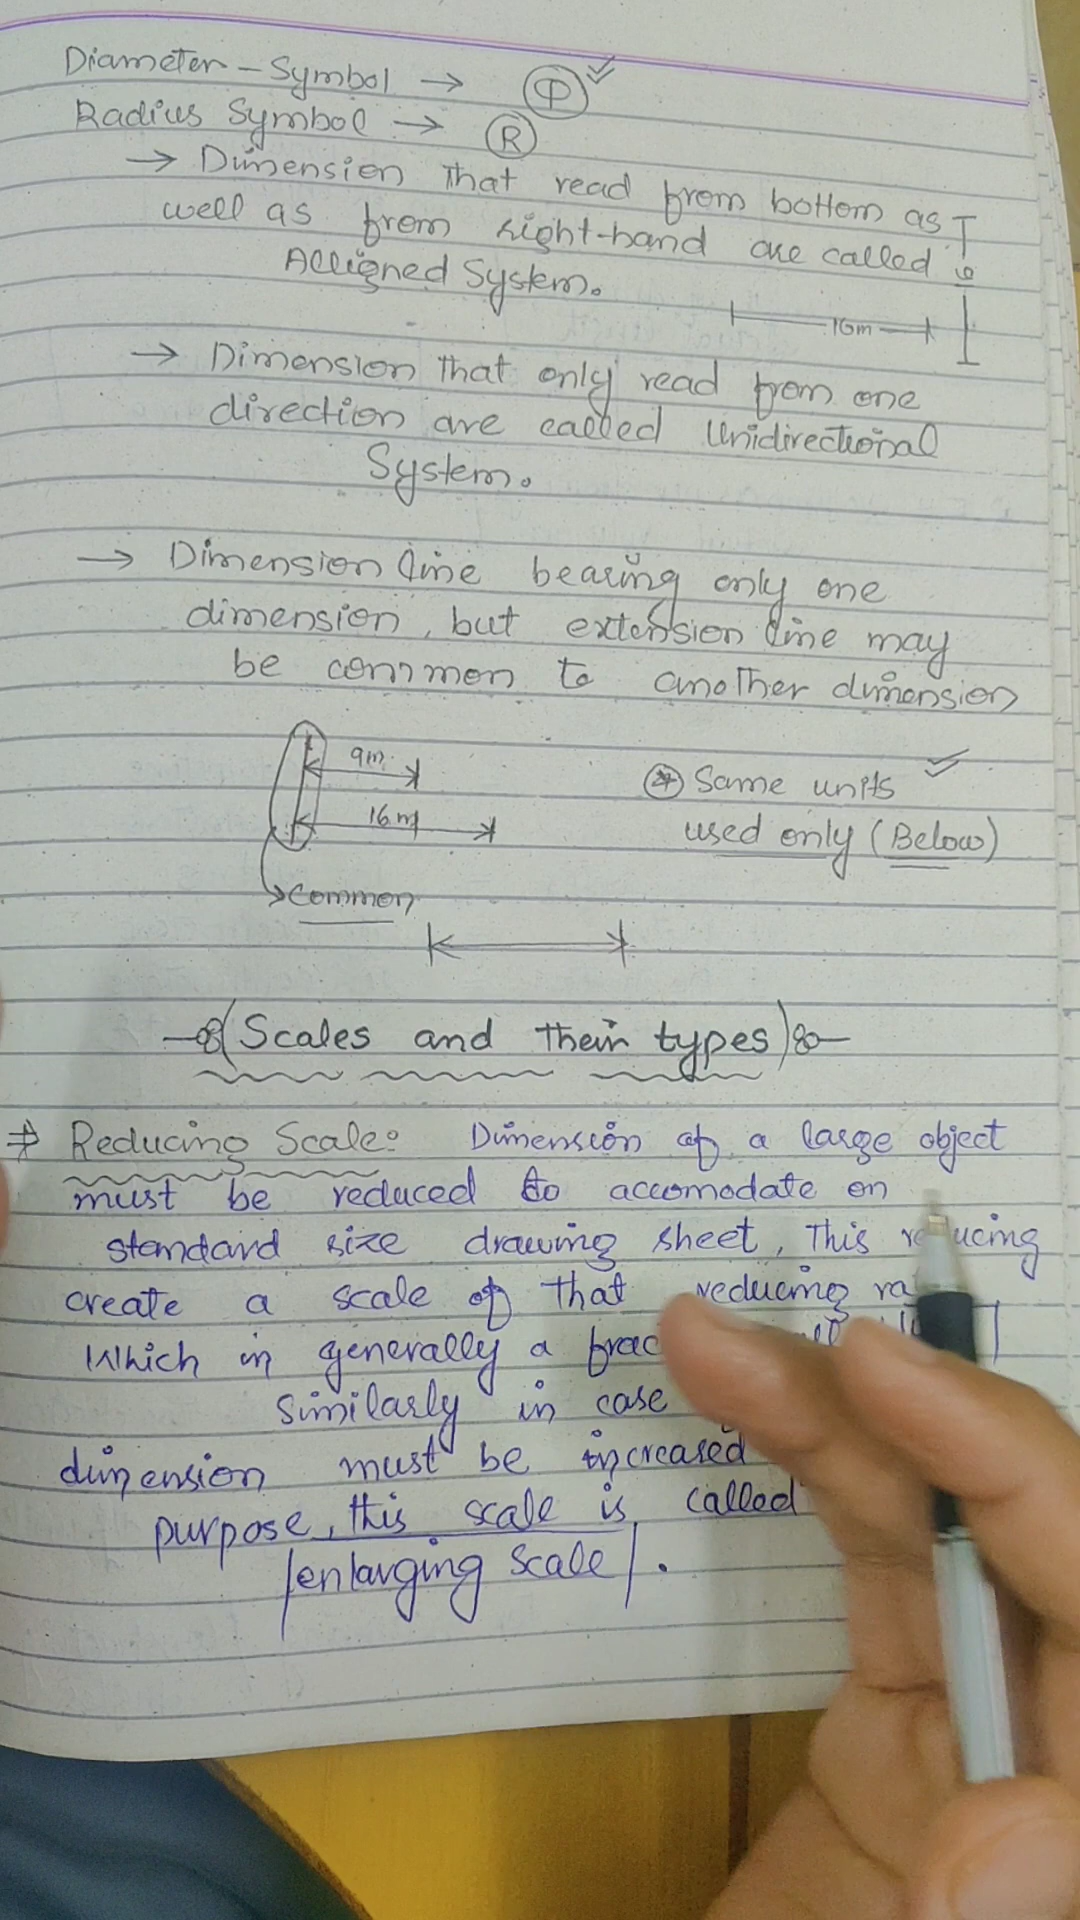 Diameter - Symbol → Φ
Radius Symbol → R
→ Dimension that read from bottom as
well as from right-hand are called
Alligned System.
16m
→ Dimension that only read from one
direction are called Unidirectional
System.
→ Dimension line bearing only one
dimension, but extension line may
be common to another dimension
9m
16m
common
Same units
used only (Below)
Scales and their types
⇒ Reducing Scale: Dimension of a large object
must be reduced to accomodate on
standard size drawing sheet, This reducing
create a scale of that reducing
Which in generally a
similarly in case
dimension must be increased
purpose, this scale is called
enlarging scale.